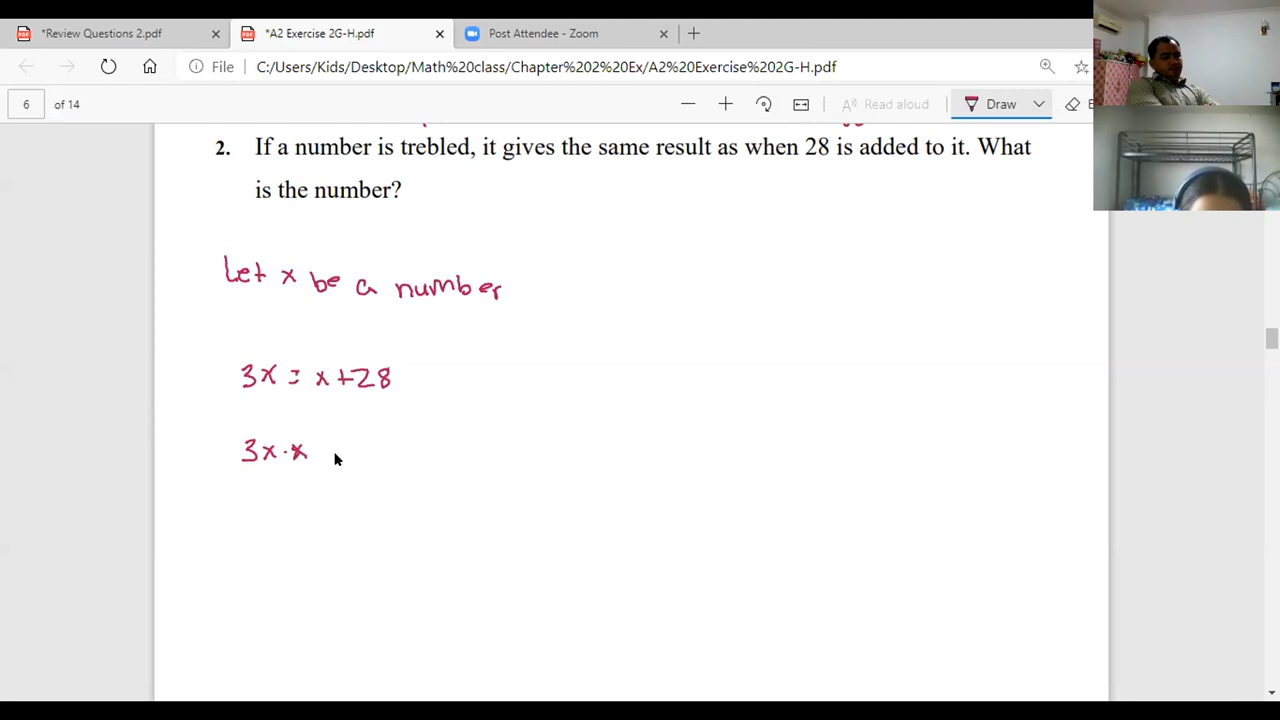 *Review Questions 2.pdf
*A2 Exercise 2G-H.pdf
Post Attendee - Zoom
File
C:/Users/Kids/Desktop/Math%20class/Chapter%202%20Ex/A2%20Exercise%202G-H.pdf
6 of 14
Read aloud
Draw
2. If a number is trebled, it gives the same result as when 28 is added to it. What
is the number?
Let x be a number
3x = x+28
3x-x